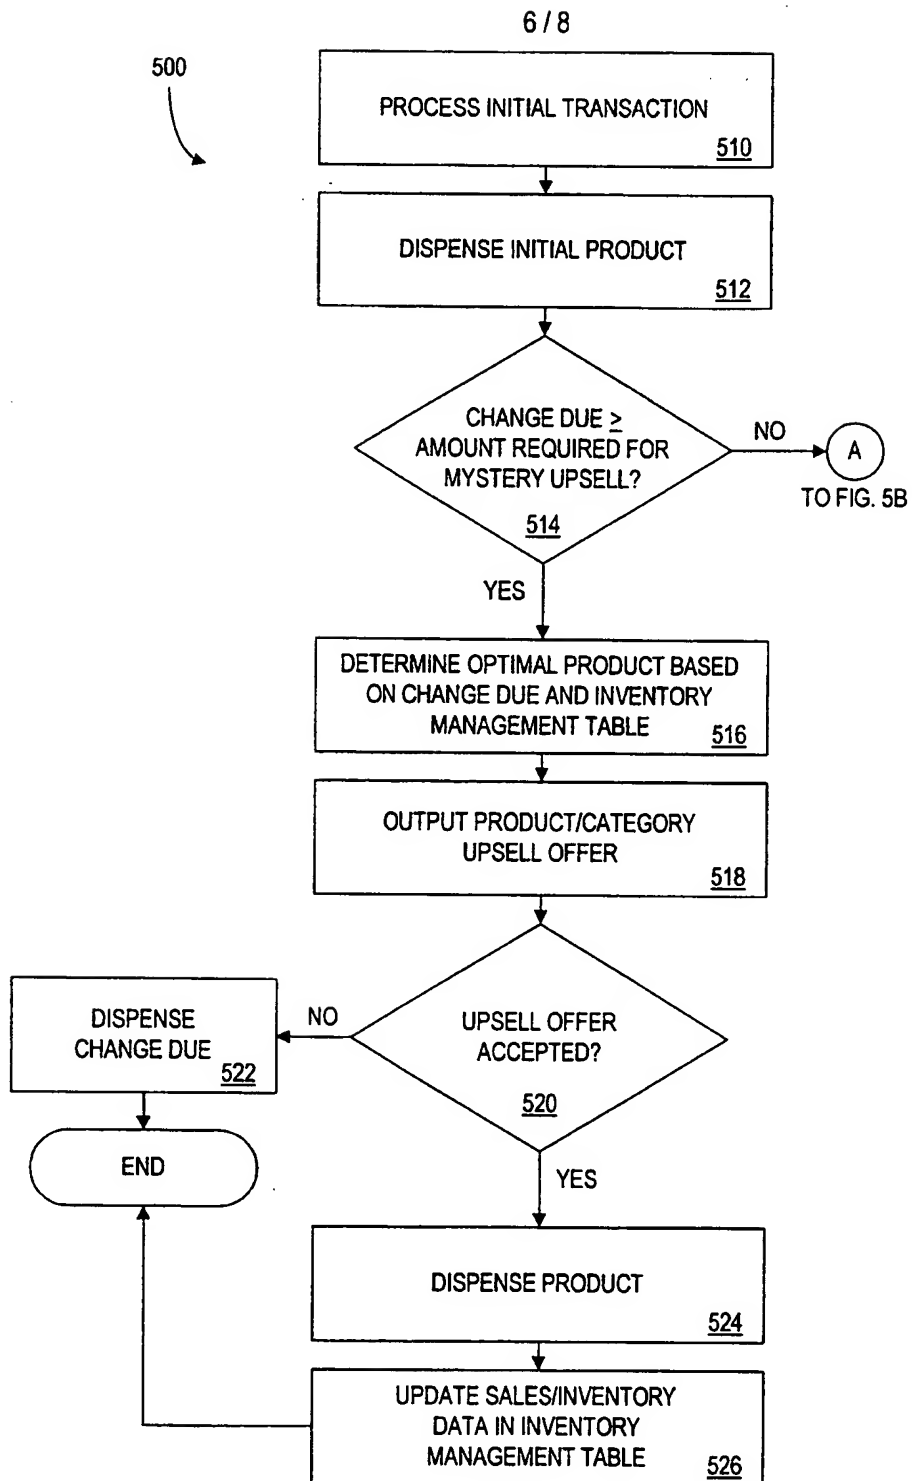 6 / 8
500
PROCESS INITIAL TRANSACTION
510
DISPENSE INITIAL PRODUCT
512
CHANGE DUE ≥
AMOUNT REQUIRED FOR
MYSTERY UPSELL?
514
NO
A
TO FIG. 5B
YES
DETERMINE OPTIMAL PRODUCT BASED
ON CHANGE DUE AND INVENTORY
MANAGEMENT TABLE
516
OUTPUT PRODUCT/CATEGORY
UPSELL OFFER
518
UPSELL OFFER
ACCEPTED?
520
NO
DISPENSE
CHANGE DUE
522
END
YES
DISPENSE PRODUCT
524
UPDATE SALES/INVENTORY
DATA IN INVENTORY
MANAGEMENT TABLE
526